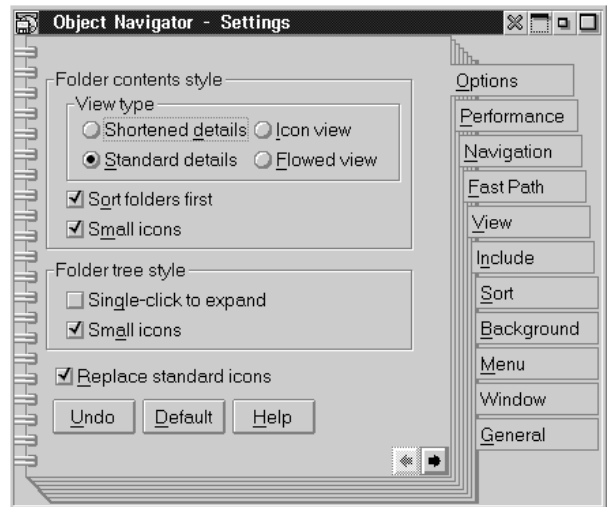 Object Navigator - Settings
Folder contents style
View type
Shortened details
Icon view
Standard details
Flowed view
Sort folders first
Small icons
Folder tree style
Single-click to expand
Small icons
Replace standard icons
Undo
Default
Help
Options
Performance
Navigation
Fast Path
View
Include
Sort
Background
Menu
Window
General